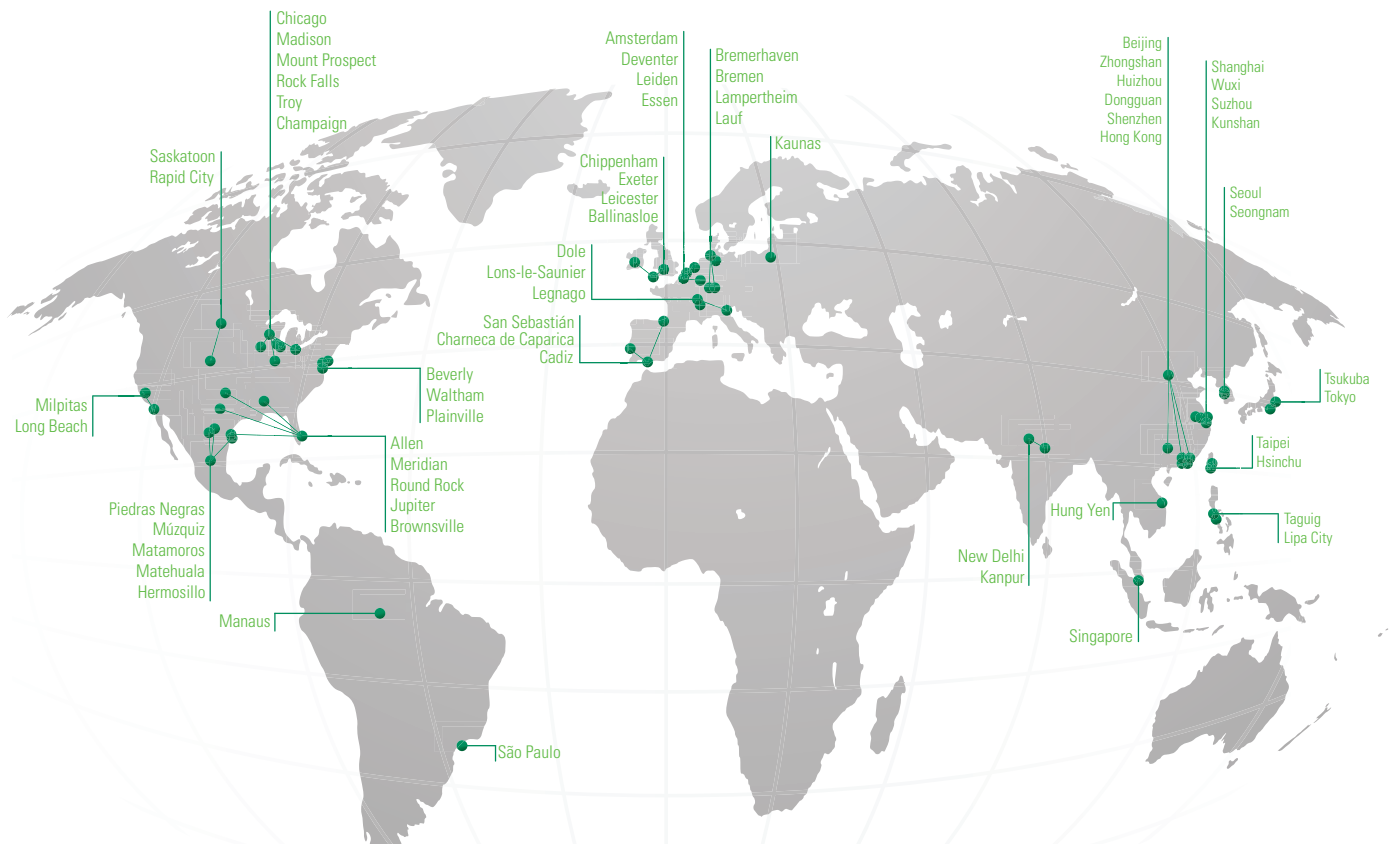 Chicago
Madison
Mount Prospect
Rock Falls
Troy
Champaign
Saskatoon
Rapid City
Amsterdam
Deventer
Leiden
Essen
Bremerhaven
Bremen
Lampertheim
Lauf
Kaunas
Chippenham
Exeter
Leicester
Ballinasloe
Dole
Lons-le-Saunier
Legnago
San Sebastián
Charneca de Caparica
Cadiz
Beijing
Zhongshan
Huizhou
Dongguan
Shenzhen
Hong Kong
Shanghai
Wuxi
Suzhou
Kunshan
Seoul
Seongnam
Tsukuba
Tokyo
Taipei
Hsinchu
Taguig
Lipa City
Hung Yen
New Delhi
Kanpur
Singapore
Milpitas
Long Beach
Beverly
Waltham
Plainville
Allen
Meridian
Round Rock
Jupiter
Brownsville
Piedras Negras
Múzquiz
Matamoros
Matehuala
Hermosillo
Manaus
São Paulo